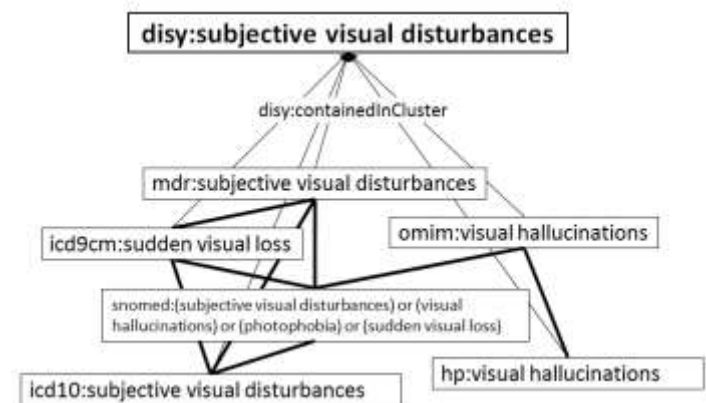 disy:subjective visual disturbances
disy:containedInCluster
mdr:subjective visual disturbances
icd9cm:sudden visual loss
omim:visual hallucinations
snomed:(subjective visual disturbances) or (visual
hallucinations) or (photophobia) or (sudden visual loss)
hp:visual hallucinations
icd10:subjective visual disturbances